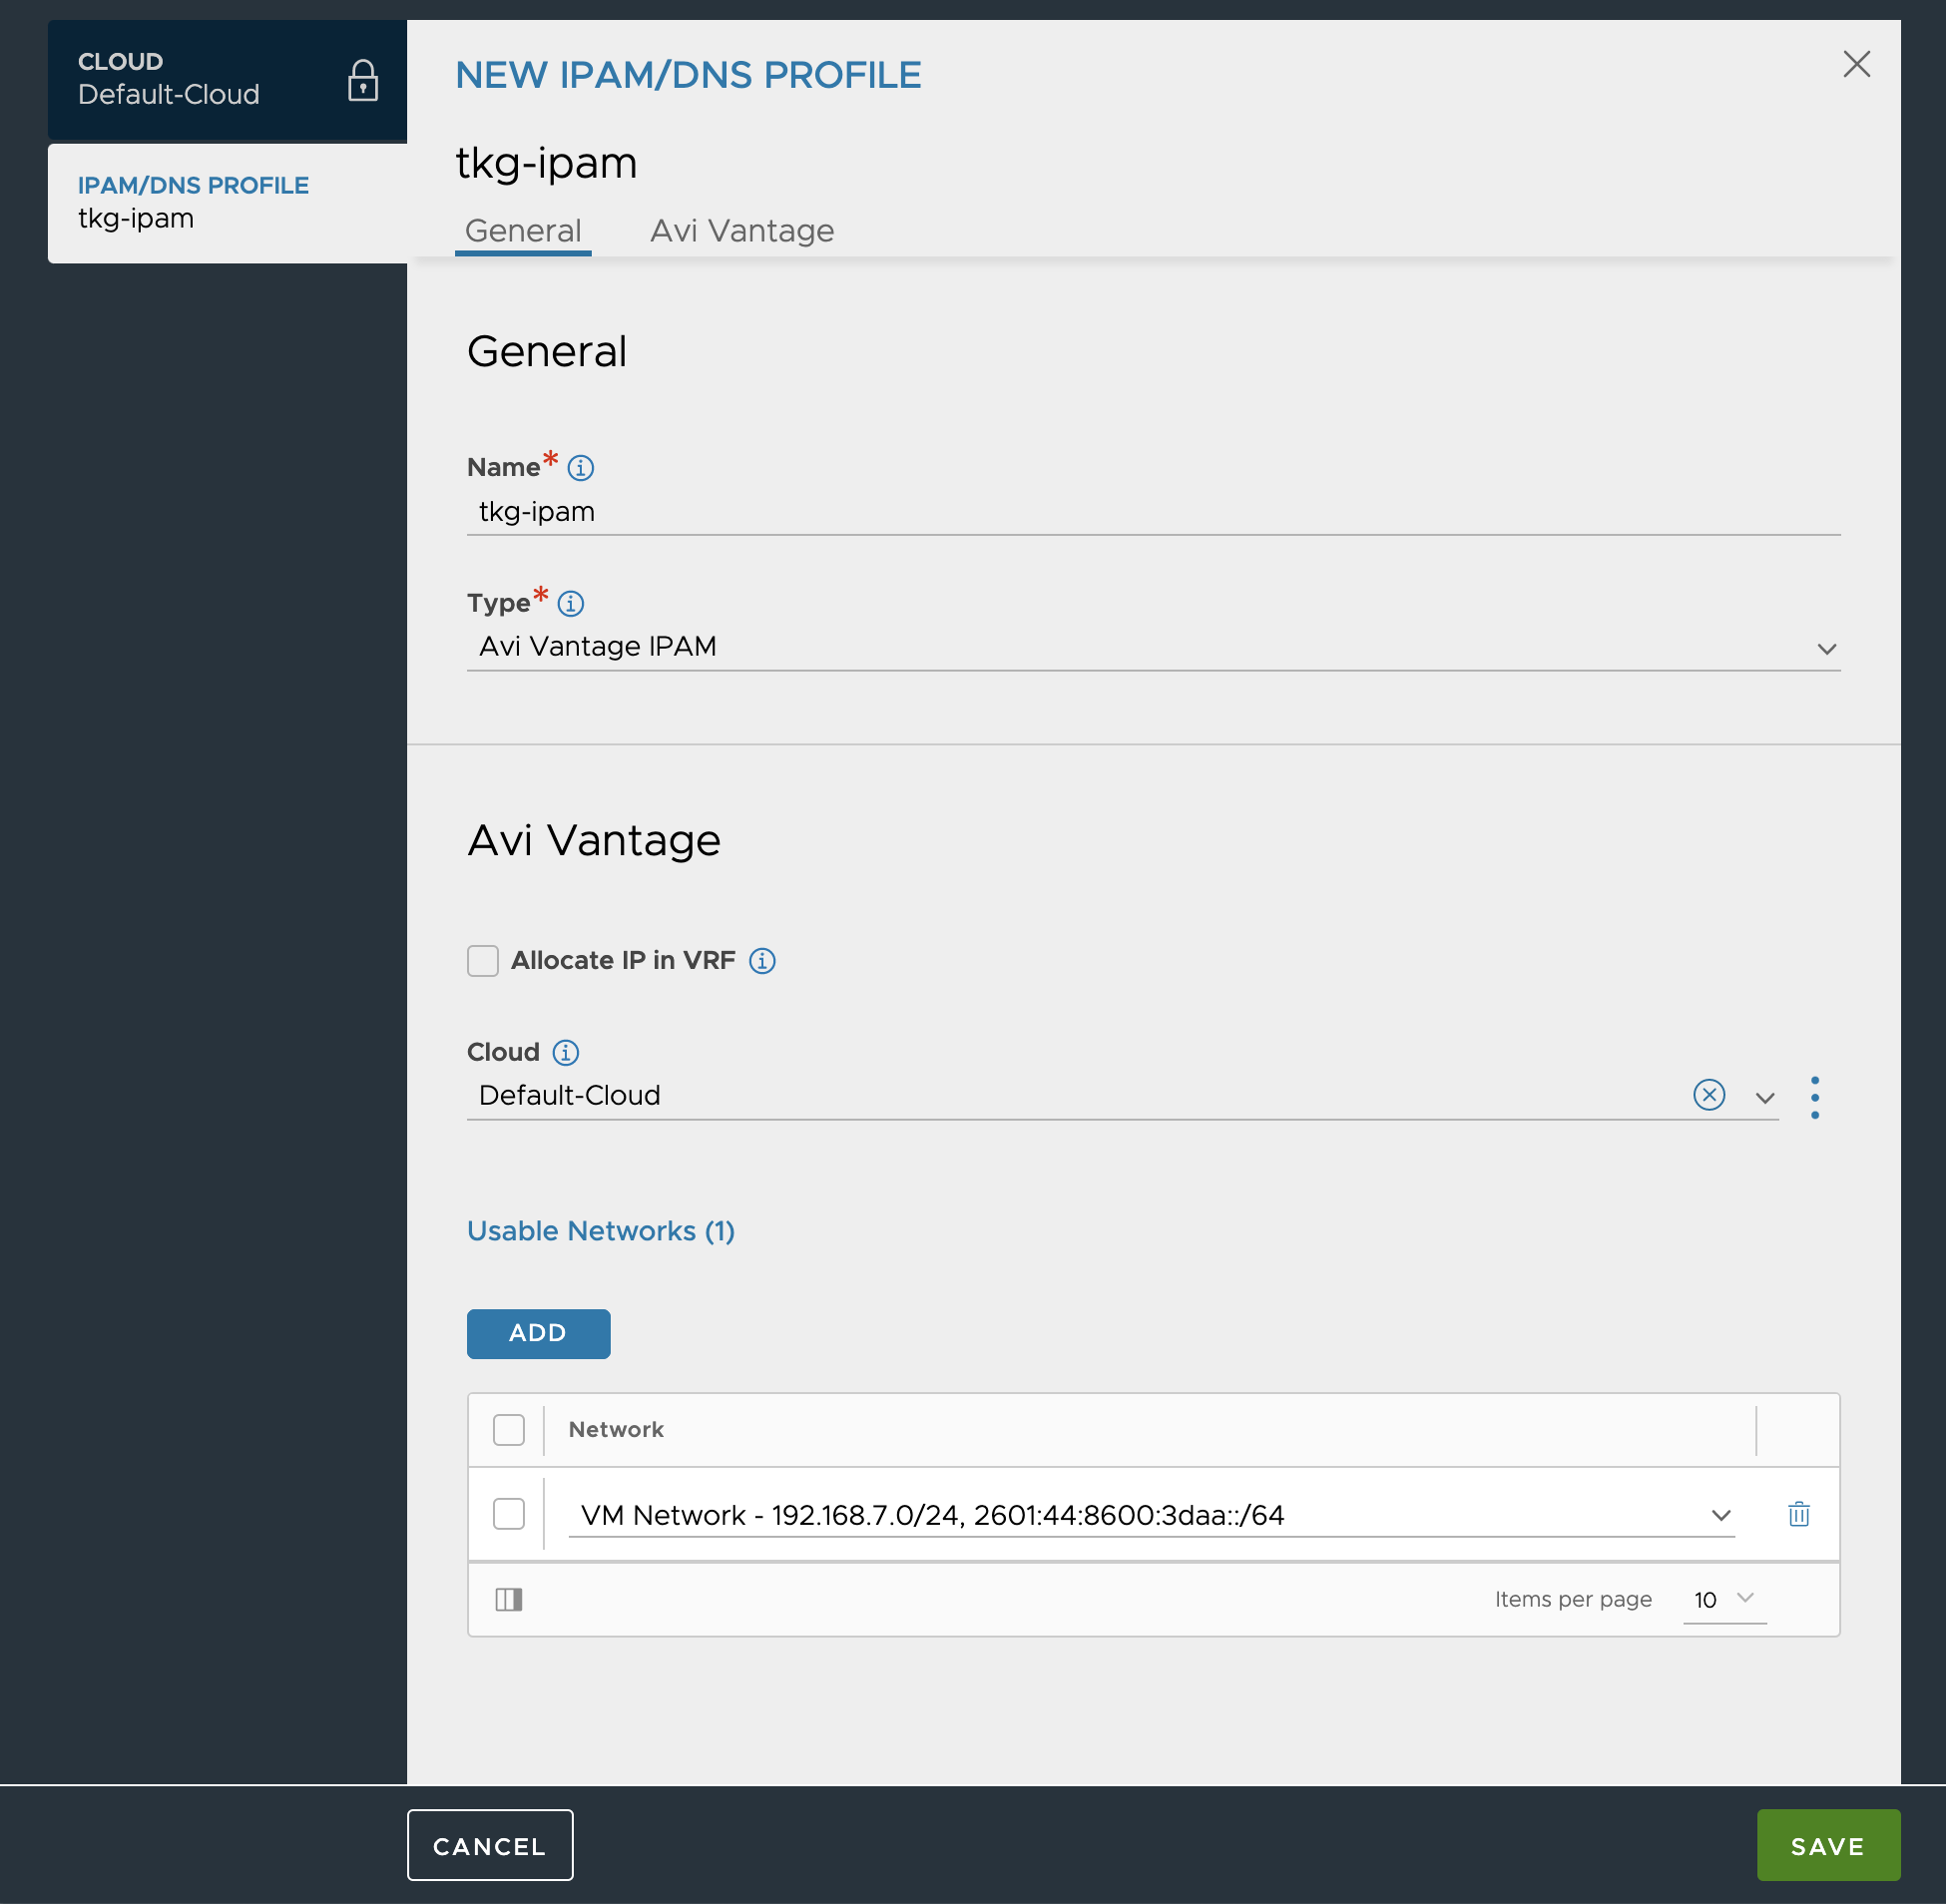 CLOUD
Default-Cloud
IPAM/DNS PROFILE
tkg-ipam
NEW IPAM/DNS PROFILE
tkg-ipam
General Avi Vantage
General
Name*
tkg-ipam
Type*
Avi Vantage IPAM
Avi Vantage
Allocate IP in VRF
Cloud
Default-Cloud
Usable Networks (1)
ADD
Network
VM Network - 192.168.7.0/24, 2601:44:8600:3daa::/64
Items per page 10
CANCEL SAVE